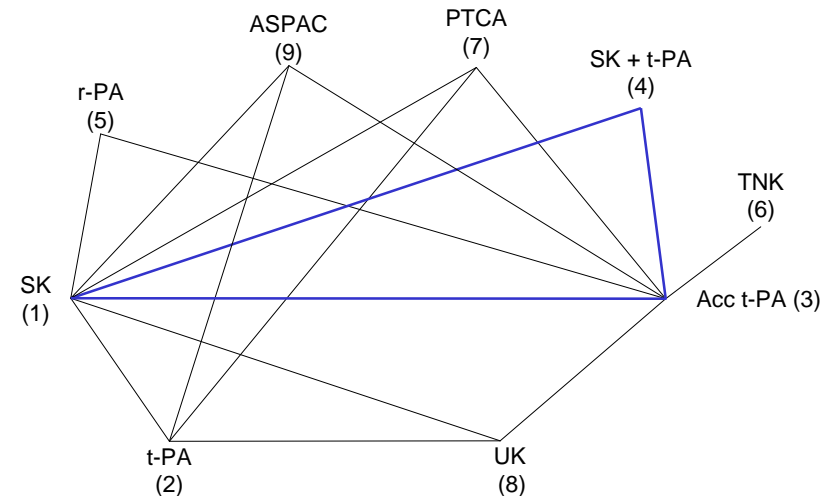 ASPAC
(9)
PTCA
(7)
SK + t-PA
(4)
r-PA
(5)
TNK
(6)
SK
(1)
Acc t-PA (3)
t-PA
(2)
UK
(8)